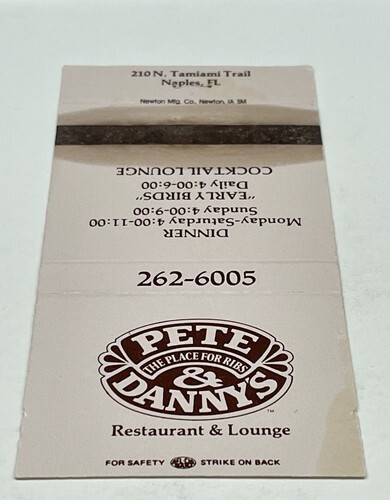 210 N. Tamiami Trail
Naples, FL
Newton Mfg. Co., Newton, IA SM
DINNER
Monday-Saturday 4:00-11:00
Sunday 4:00-9:00
"EARLY BIRDS"
Daily 4:00-6:00
COCKTAIL LOUNGE
262-6005
PETE
THE PLACE FOR RIBS
&
DANNY'S
TM
Restaurant & Lounge
FOR SAFETY STRIKE ON BACK